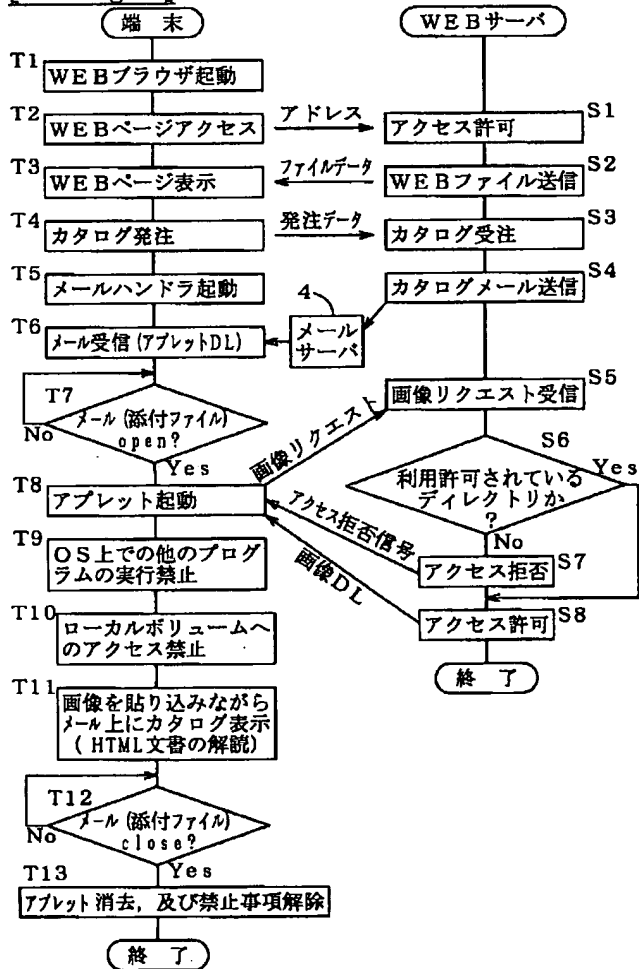 端 末
T1
WEBブラウザ起動
T2
WEBページアクセス
T3
WEBページ表示
T4
カタログ発注
T5
メールハンドラ起動
T6
メール受信(アプレットDL)
T7
メール(添付ファイル)
open?
No
Yes
T8
アプレット起動
T9
OS上での他のプログ
ラムの実行禁止
T10
ローカルボリュームへ
のアクセス禁止
T11
画像を貼り込みながら
メール上にカタログ表示
(HTML文書の解読)
T12
メール(添付ファイル)
close?
No
Yes
T13
アプレット消去,及び禁止事項解除
終 了
アドレス
ファイルデータ
発注データ
4
メール
サーバ
画像リクエスト
アクセス拒否信号
画像DL
WEBサーバ
S1
アクセス許可
S2
WEBファイル送信
S3
カタログ受注
S4
カタログメール送信
S5
画像リクエスト受信
S6
利用許可されている
ディレクトリか
?
Yes
No
S7
アクセス拒否
S8
アクセス許可
終 了